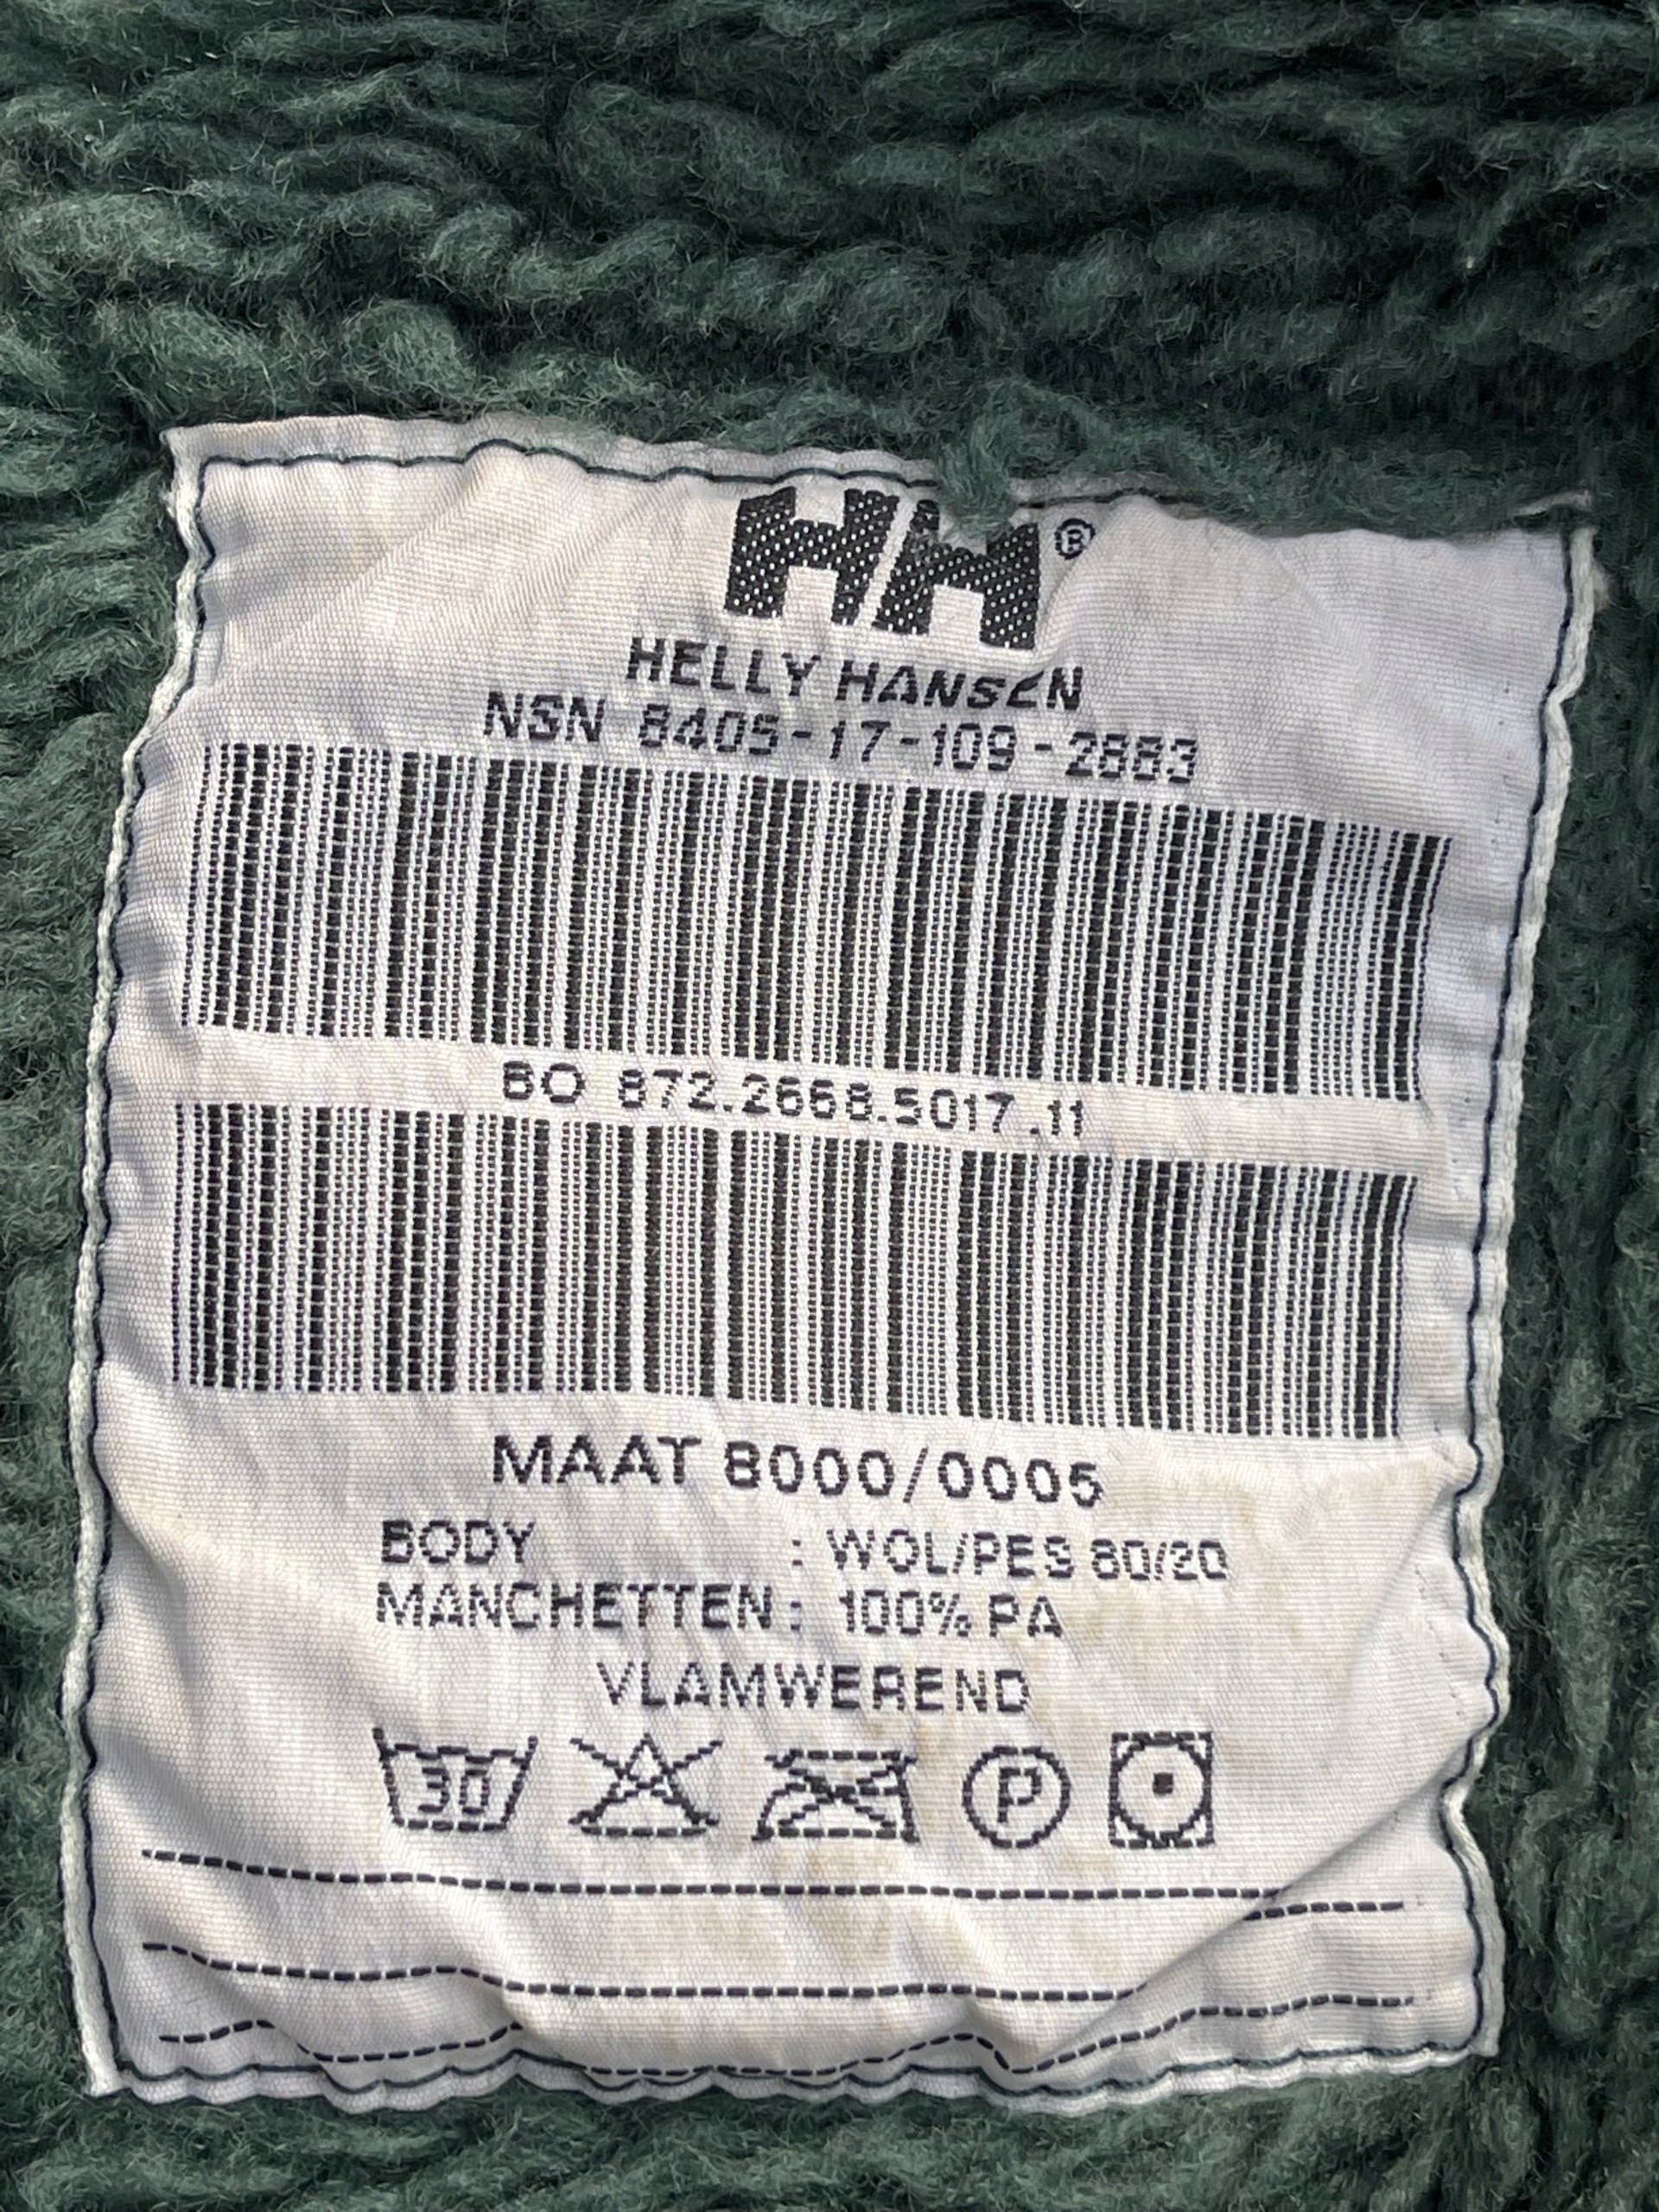 HH®
HELLY HANSEN
NSN 8405-17-109-2883
BO 872.2668.5017.11
MAAT 8000/0005
BODY : WOL/PES 80/20
MANCHETTEN : 100% PA
VLAMWEREND
30 P